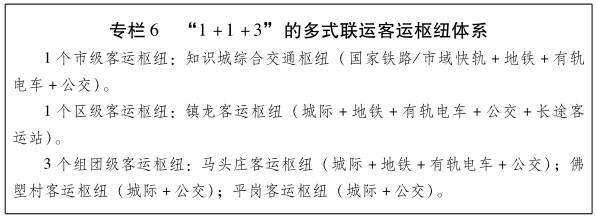 专栏6 “1+1+3”的多式联运客运枢纽体系
1个市级客运枢纽：知识城综合交通枢纽（国家铁路/市域快轨+地铁+有轨
电车+公交）。
1个区级客运枢纽：镇龙客运枢纽（城际+地铁+有轨电车+公交+长途客
运站）。
3个组团级客运枢纽：马头庄客运枢纽（城际+地铁+有轨电车+公交）；佛
塱村客运枢纽（城际+公交）；平岗客运枢纽（城际+公交）。